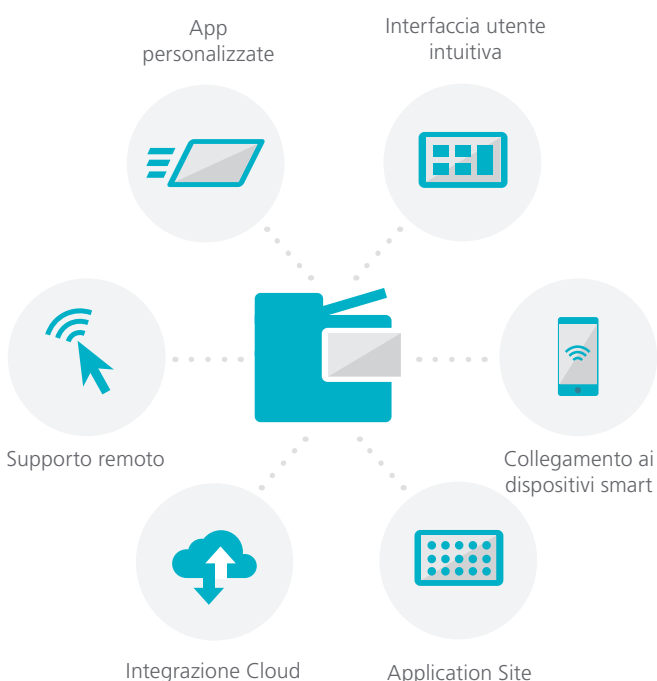 App
personalizzate
Interfaccia utente
intuitiva
Supporto remoto
Collegamento ai
dispositivi smart
Integrazione Cloud
Application Site